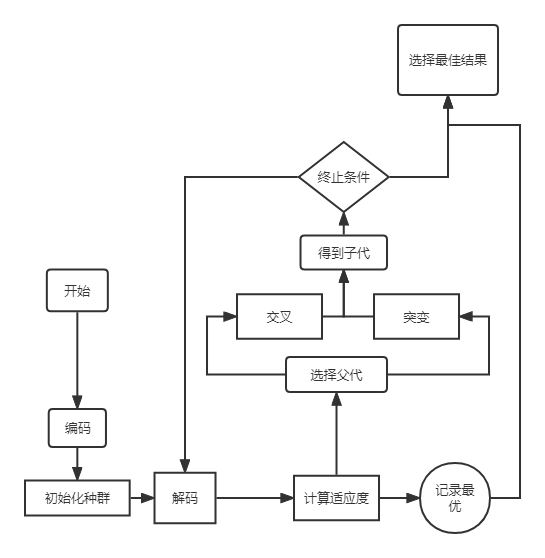 选择最佳结果
终止条件
得到子代
开始
交叉
突变
选择父代
编码
初始化种群
解码
计算适应度
记录最
优